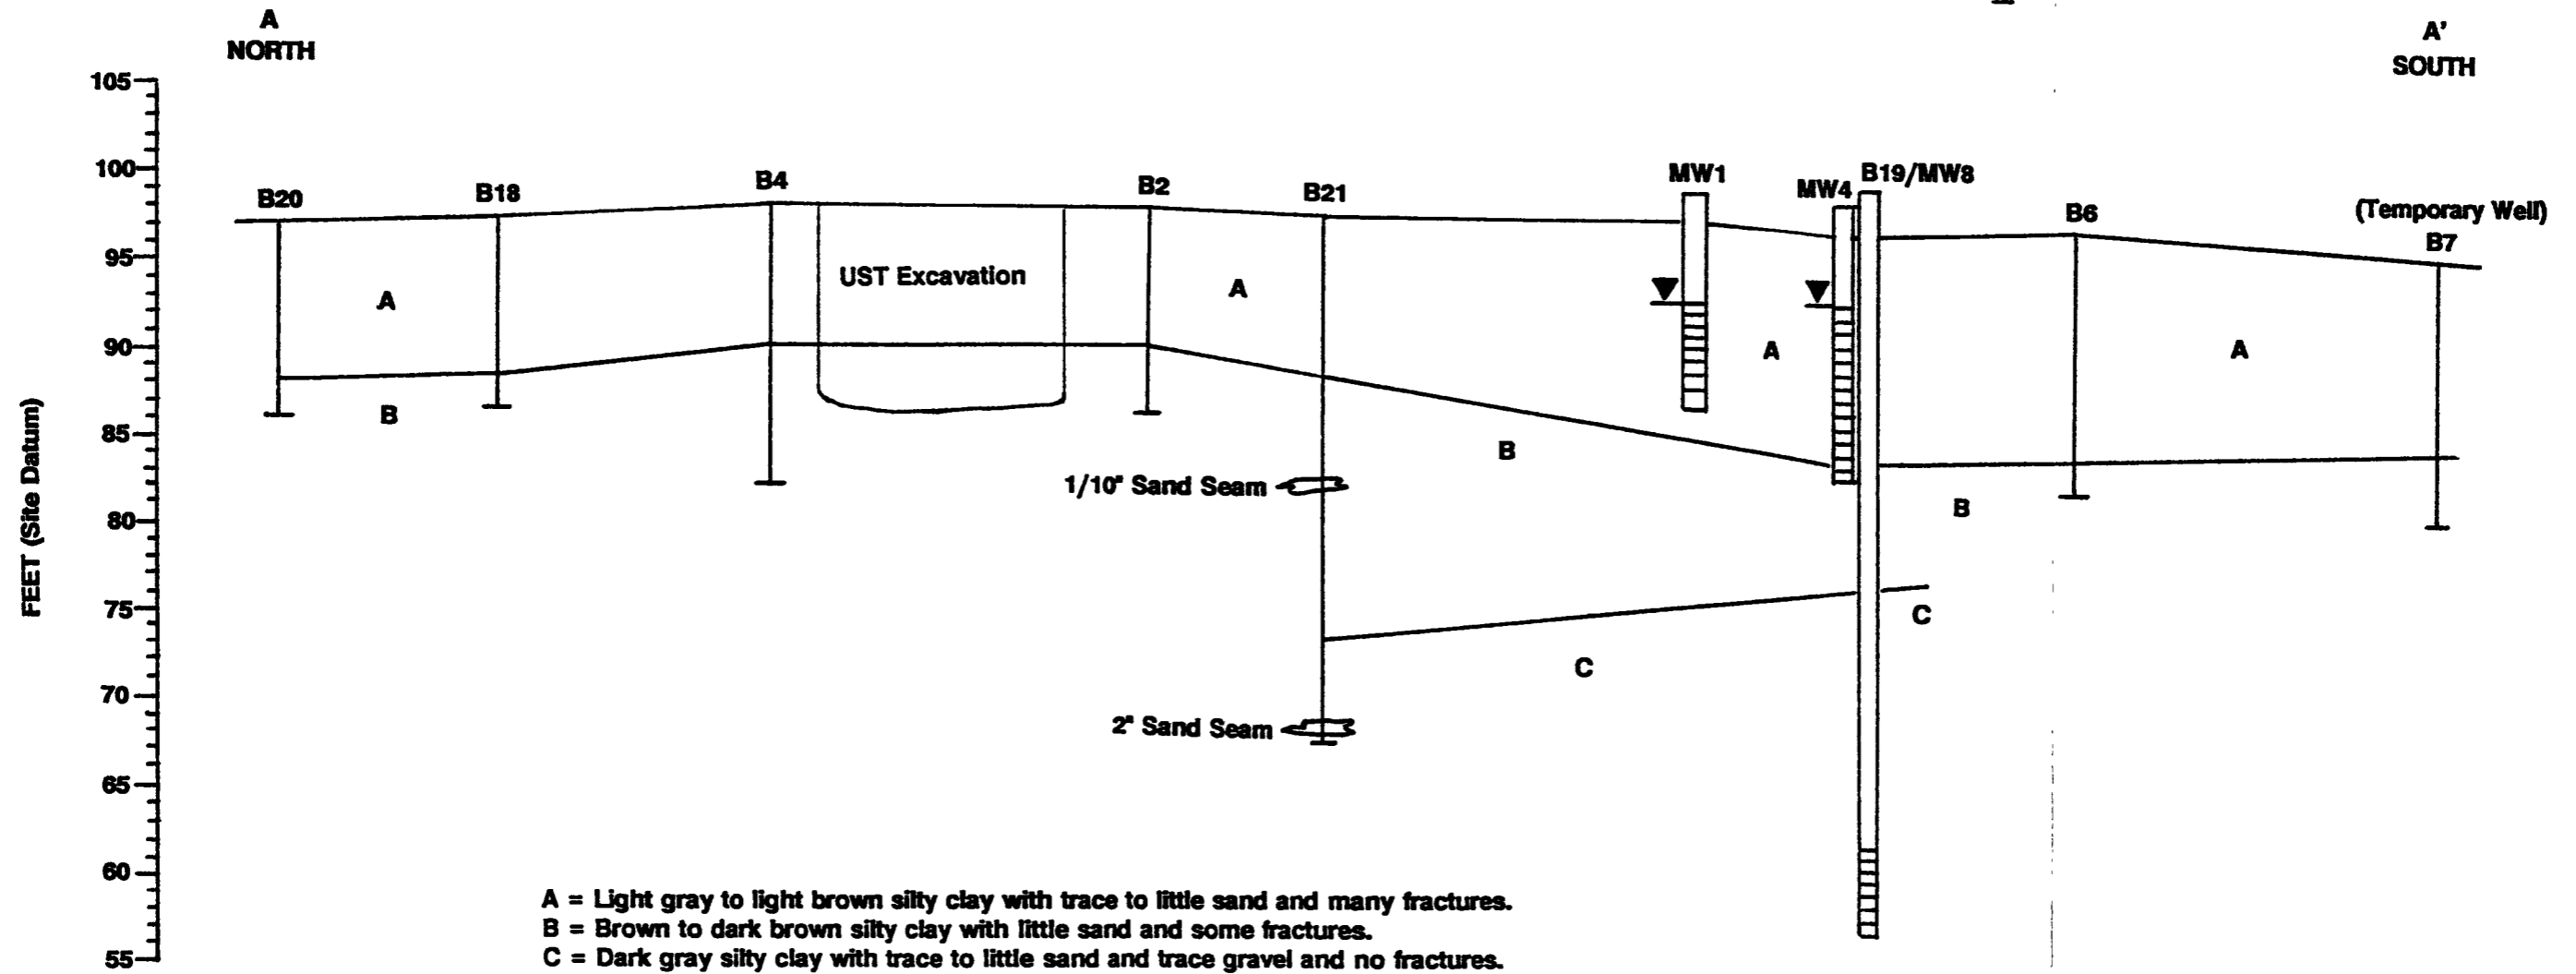 A
NORTH
A'
SOUTH
105
100
95
90
85
80
75
70
65
60
55
FEET (Site Datum)
B20
B18
B4
B2
B21
MW1
MW4
B19/MW8
B6
(Temporary Well)
B7
UST Excavation
A
A
A
A
B
B
B
1/10" Sand Seam
C
C
2" Sand Seam
A = Light gray to light brown silty clay with trace to little sand and many fractures.
B = Brown to dark brown silty clay with little sand and some fractures.
C = Dark gray silty clay with trace to little sand and trace gravel and no fractures.